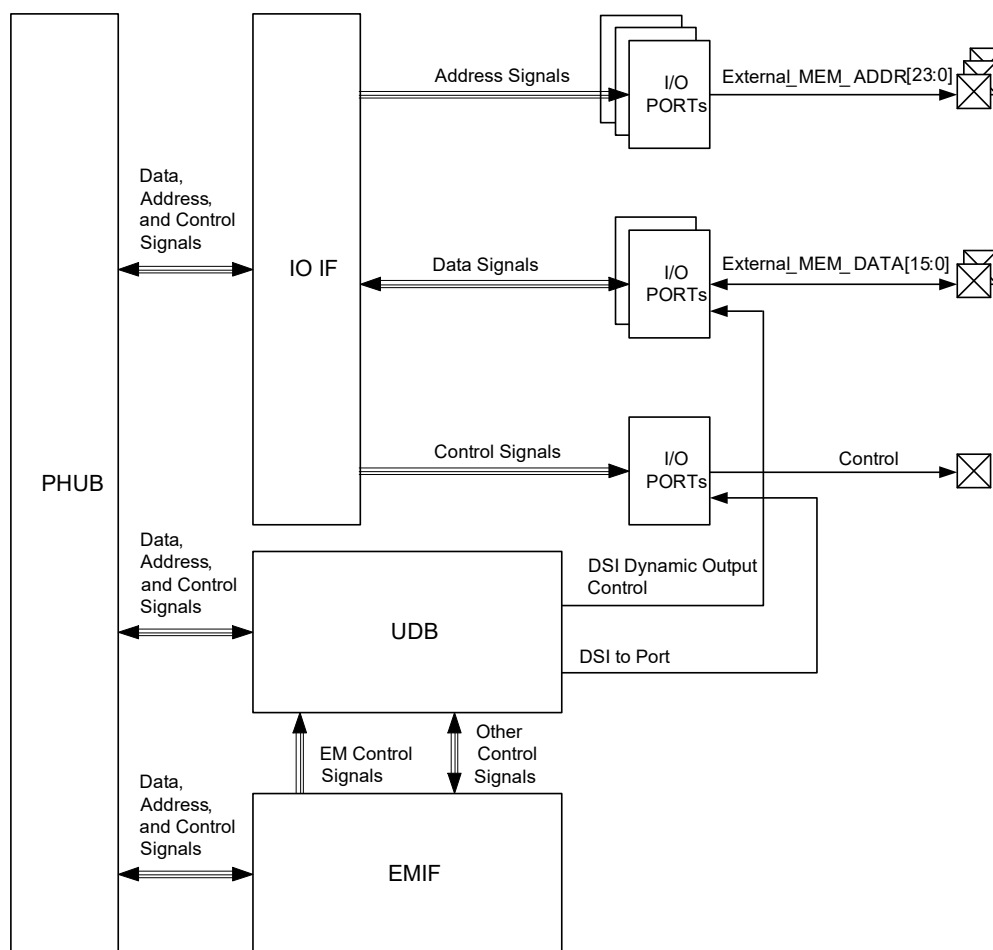 Address Signals
I/O
PORTs
External_MEM_ADDR[23:0]
Data,
Address,
and Control
Signals
IO IF
Data Signals
I/O
PORTs
External_MEM_DATA[15:0]
Control Signals
I/O
PORTs
Control
PHUB
Data,
Address,
and Control
Signals
UDB
DSI Dynamic Output
Control
DSI to Port
EM Control
Signals
Other
Control
Signals
Data,
Address,
and Control
Signals
EMIF